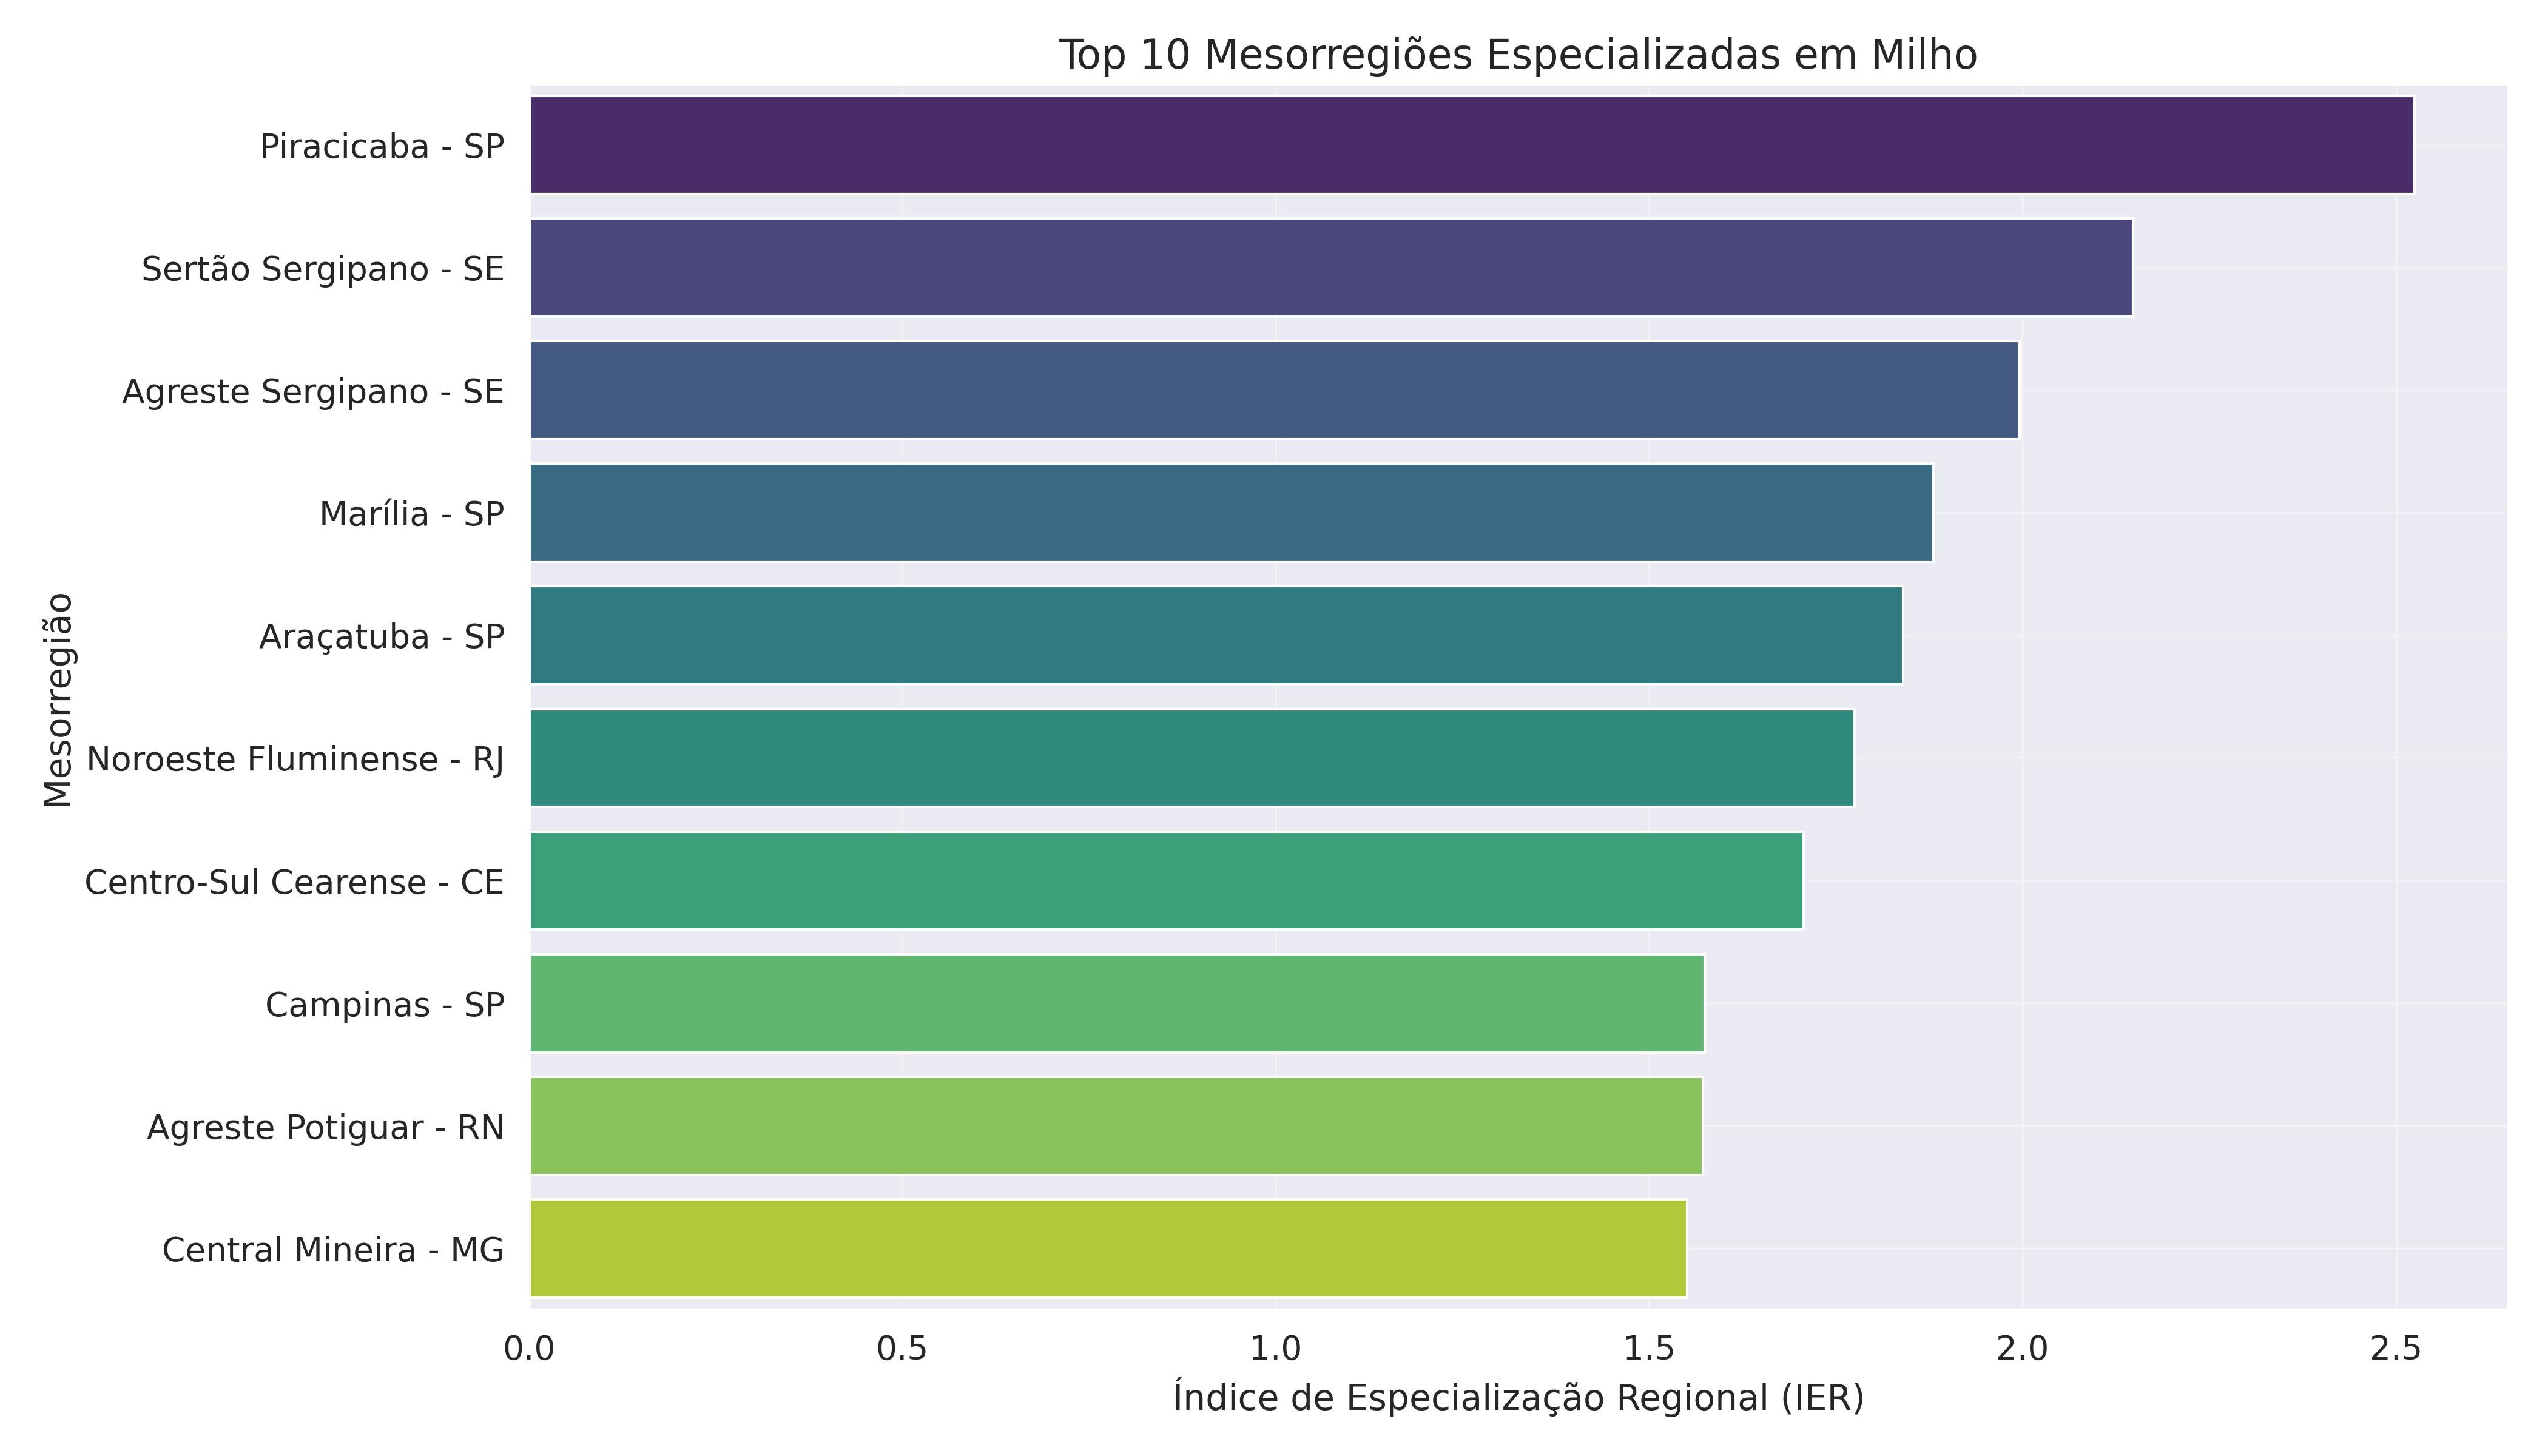 Top 10 Mesorregiões Especializadas em Milho
Mesorregião
Piracicaba - SP
Sertão Sergipano - SE
Agreste Sergipano - SE
Marília - SP
Araçatuba - SP
Noroeste Fluminense - RJ
Centro-Sul Cearense - CE
Campinas - SP
Agreste Potiguar - RN
Central Mineira - MG
0.0 0.5 1.0 1.5 2.0 2.5
Índice de Especialização Regional (IER)